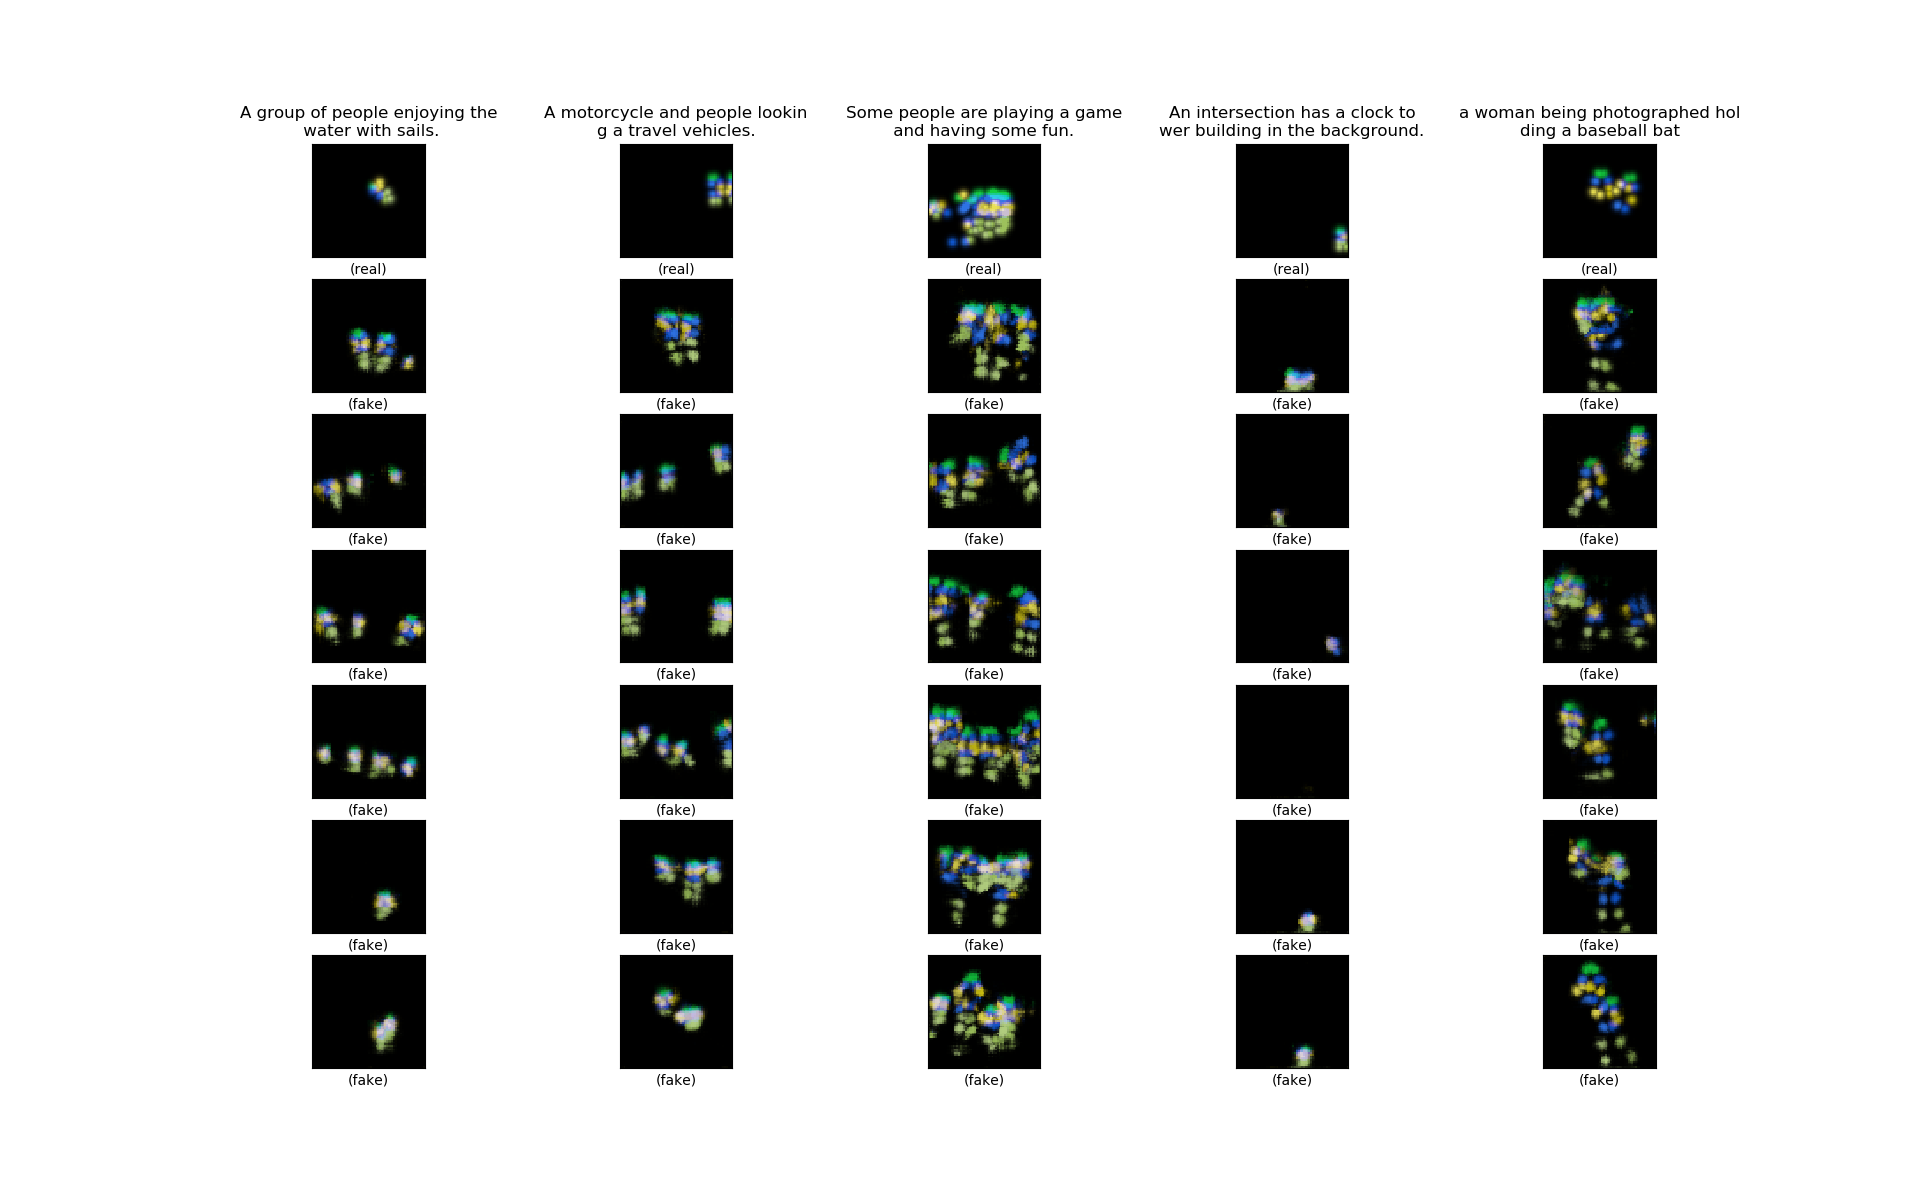 A group of people enjoying the
water with sails.
A motorcycle and people lookin
g a travel vehicles.
Some people are playing a game
and having some fun.
An intersection has a clock to
wer building in the background.
a woman being photographed hol
ding a baseball bat
(real) (real) (real) (real) (real)
(fake) (fake) (fake) (fake) (fake)
(fake) (fake) (fake) (fake) (fake)
(fake) (fake) (fake) (fake) (fake)
(fake) (fake) (fake) (fake) (fake)
(fake) (fake) (fake) (fake) (fake)
(fake) (fake) (fake) (fake) (fake)